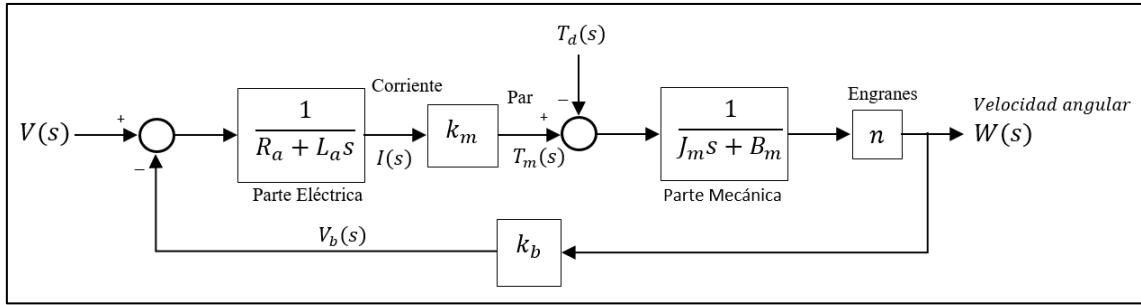 T_d(s)
Corriente
Par
Engranes
Velocidad angular
V(s)
+
−
1
R_a + L_a s
I(s)
k_m
T_m(s)
+
−
1
J_m s + B_m
n
W(s)
Parte Eléctrica
Parte Mecánica
V_b(s)
k_b